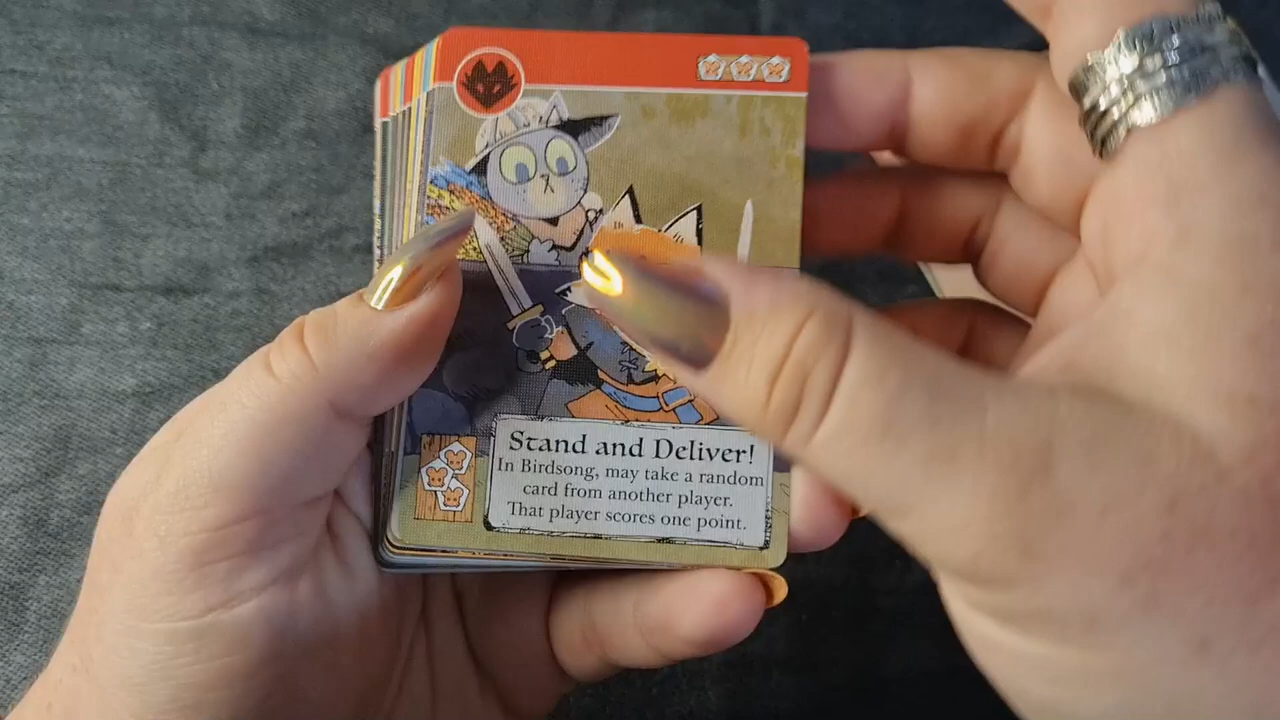 Stand and Deliver!
In Birdsong, may take a random
card from another player.
That player scores one point.